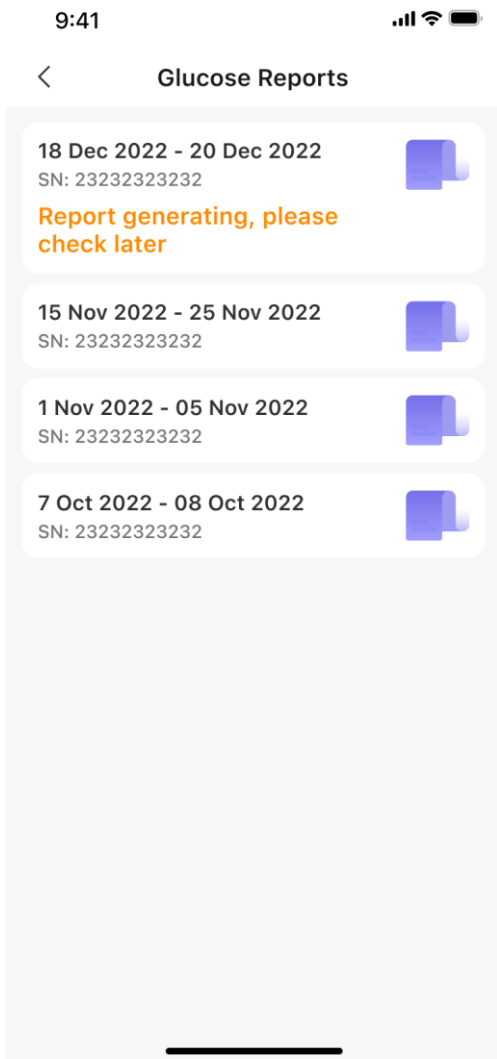 9:41
Glucose Reports
18 Dec 2022 - 20 Dec 2022
SN: 23232323232
Report generating, please
check later
15 Nov 2022 - 25 Nov 2022
SN: 23232323232
1 Nov 2022 - 05 Nov 2022
SN: 23232323232
7 Oct 2022 - 08 Oct 2022
SN: 23232323232